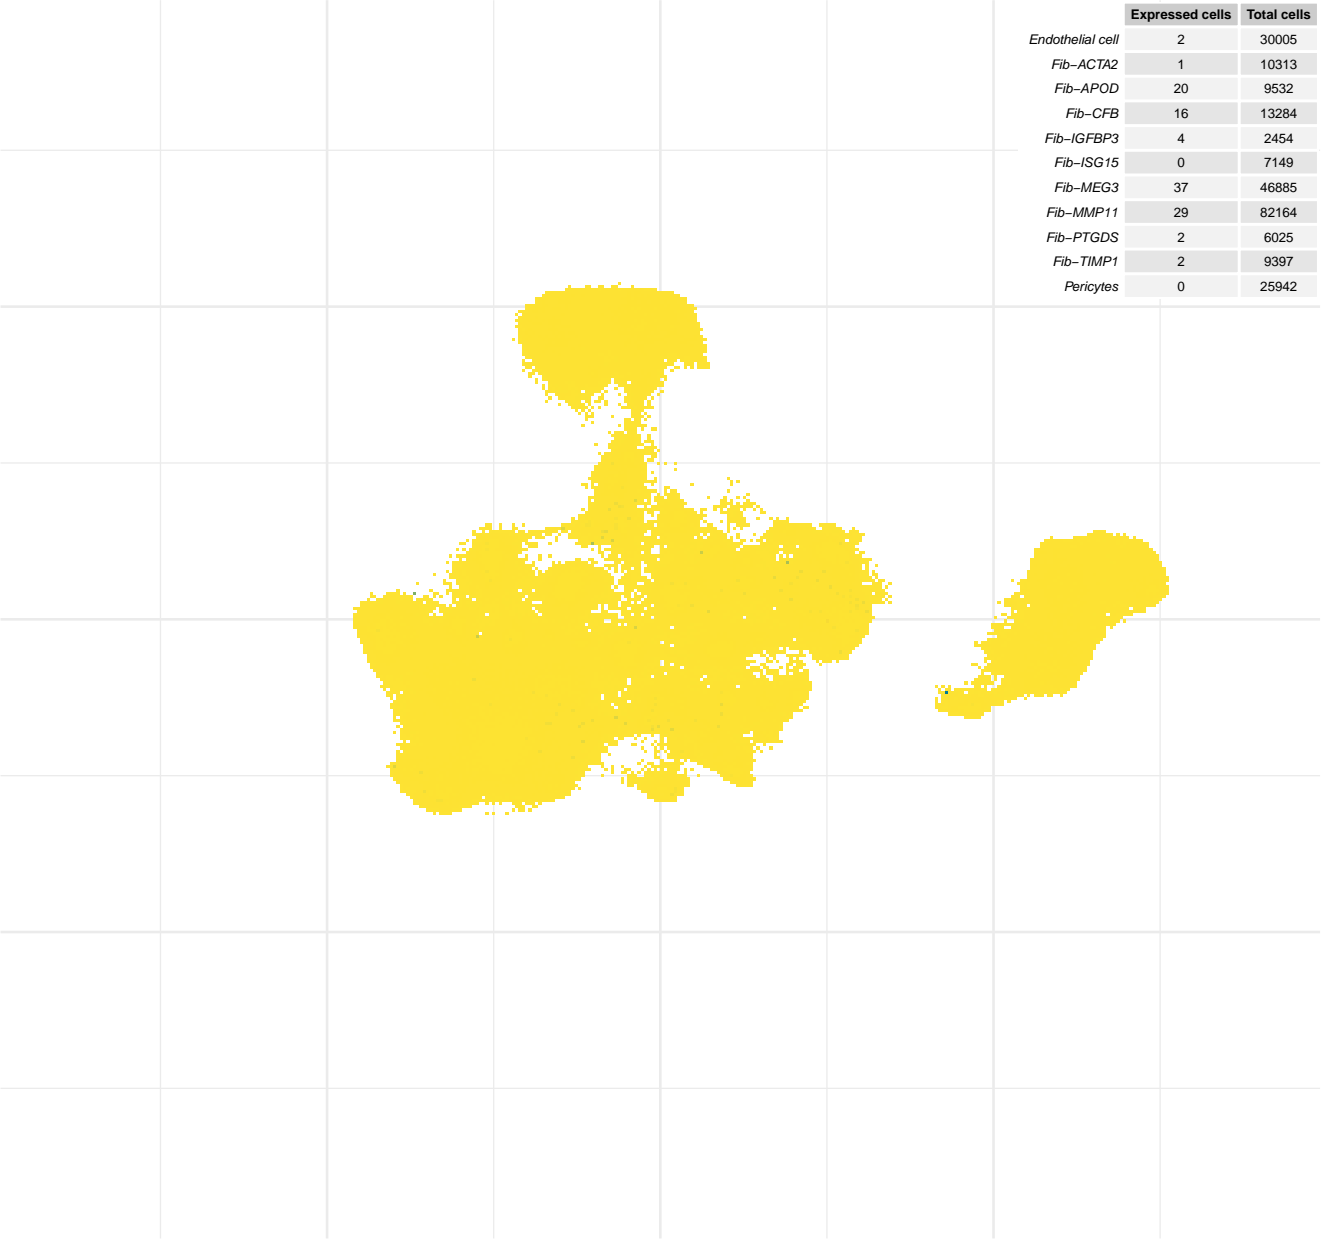 Expressed cells Total cells
Endothelial cell 2 30005
Fib−ACTA2 1 10313
Fib−APOD 20 9532
Fib−CFB 16 13284
Fib−IGFBP3 4 2454
Fib−ISG15 0 7149
Fib−MEG3 37 46885
Fib−MMP11 29 82164
Fib−PTGDS 2 6025
Fib−TIMP1 2 9397
Pericytes 0 25942